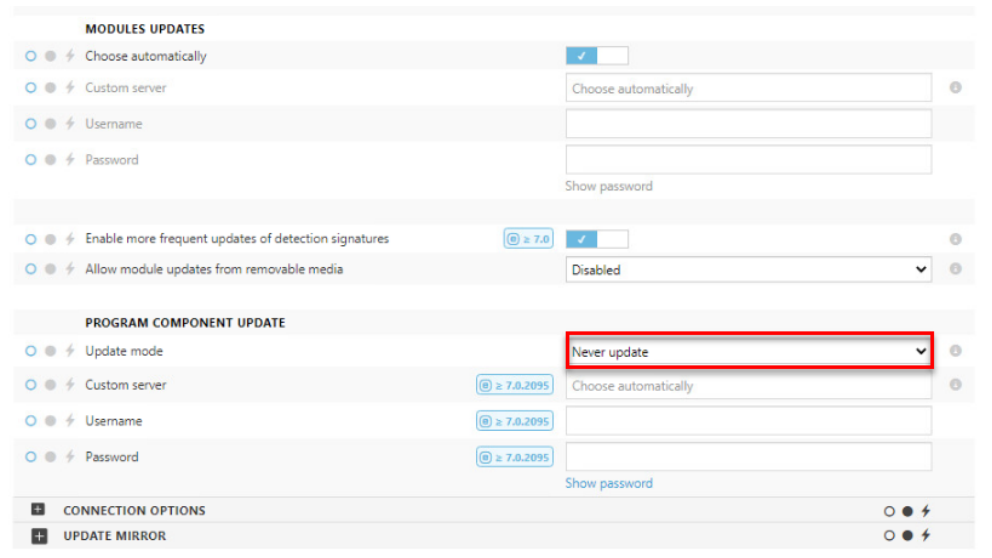 MODULES UPDATES
Choose automatically
Custom server Choose automatically
Username
Password
Show password
Enable more frequent updates of detection signatures ≥ 7.0
Allow module updates from removable media Disabled
PROGRAM COMPONENT UPDATE
Update mode Never update
Custom server ≥ 7.0.2095 Choose automatically
Username ≥ 7.0.2095
Password ≥ 7.0.2095
Show password
CONNECTION OPTIONS
UPDATE MIRROR